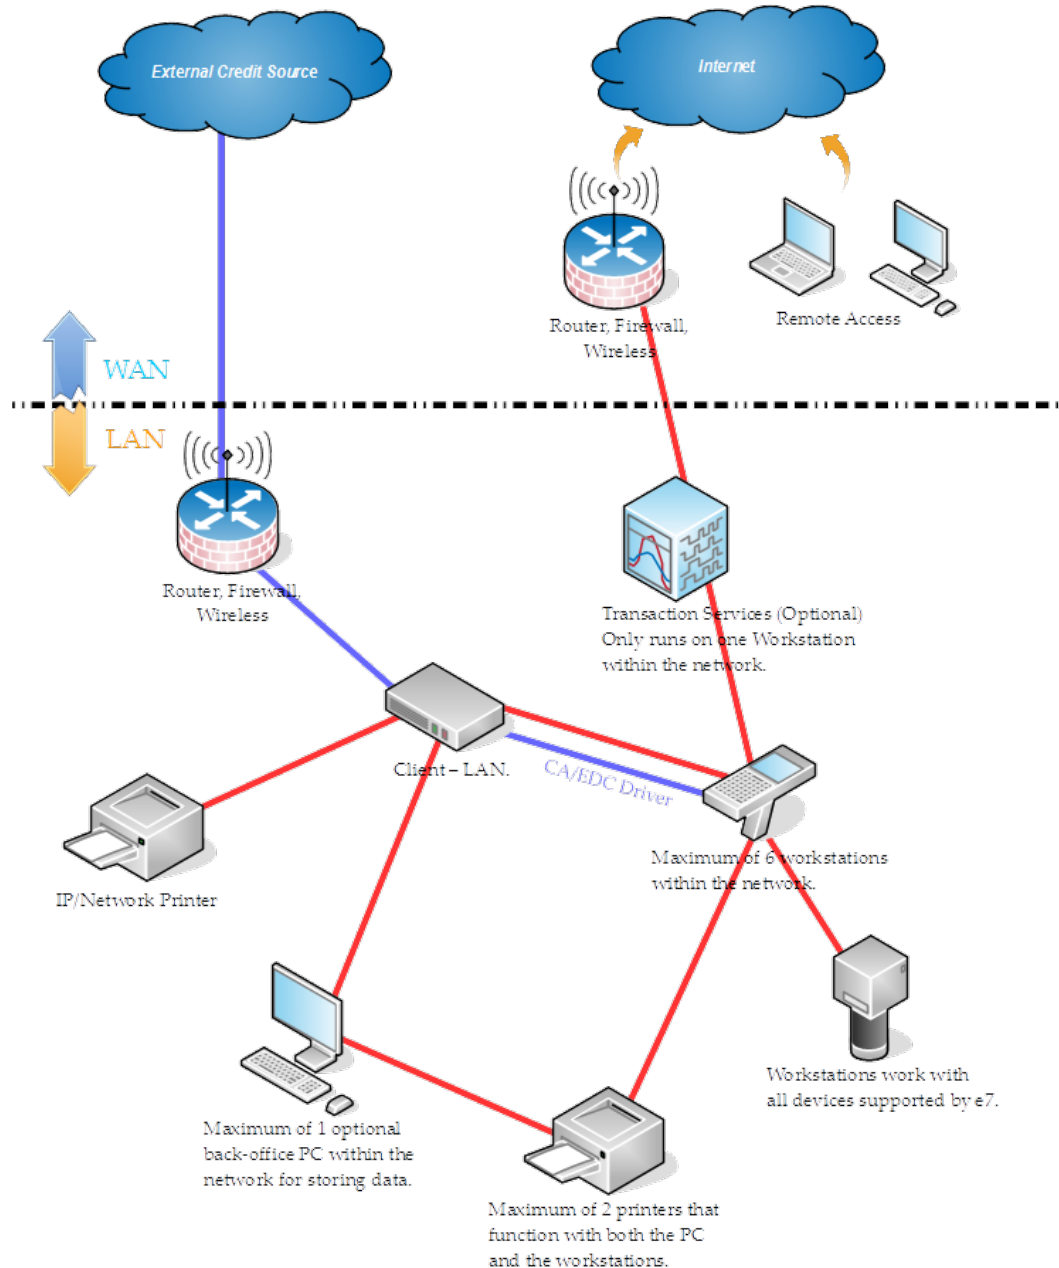 External Credit Source
Internet
Router, Firewall,
Wireless
Remote Access
WAN
LAN
Router, Firewall,
Wireless
Transaction Services (Optional)
Only runs on one Workstation
within the network.
Client – LAN.
CA/EDC Driver
Maximum of 6 workstations
within the network.
IP/Network Printer
Workstations work with
all devices supported by e7.
Maximum of 1 optional
back-office PC within the
network for storing data.
Maximum of 2 printers that
function with both the PC
and the workstations.